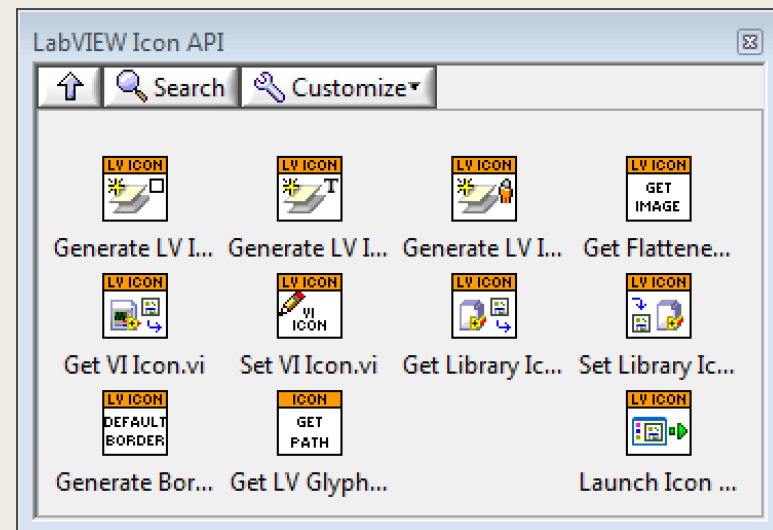 LabVIEW Icon API
Search Customize
LV ICON LV ICON LV ICON LV ICON
T GET
IMAGE
Generate LV I... Generate LV I... Generate LV I... Get Flattene...
LV ICON LV ICON LV ICON LV ICON
VI
ICON
Get VI Icon.vi Set VI Icon.vi Get Library Ic... Set Library Ic...
LV ICON ICON LV ICON
DEFAULT GET
BORDER PATH
Generate Bor... Get LV Glyph... Launch Icon ...